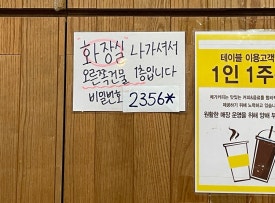 화장실 나가셔서
오른쪽건물 1층입니다
비밀번호 2356*
테이블 이용고객
1인 1주